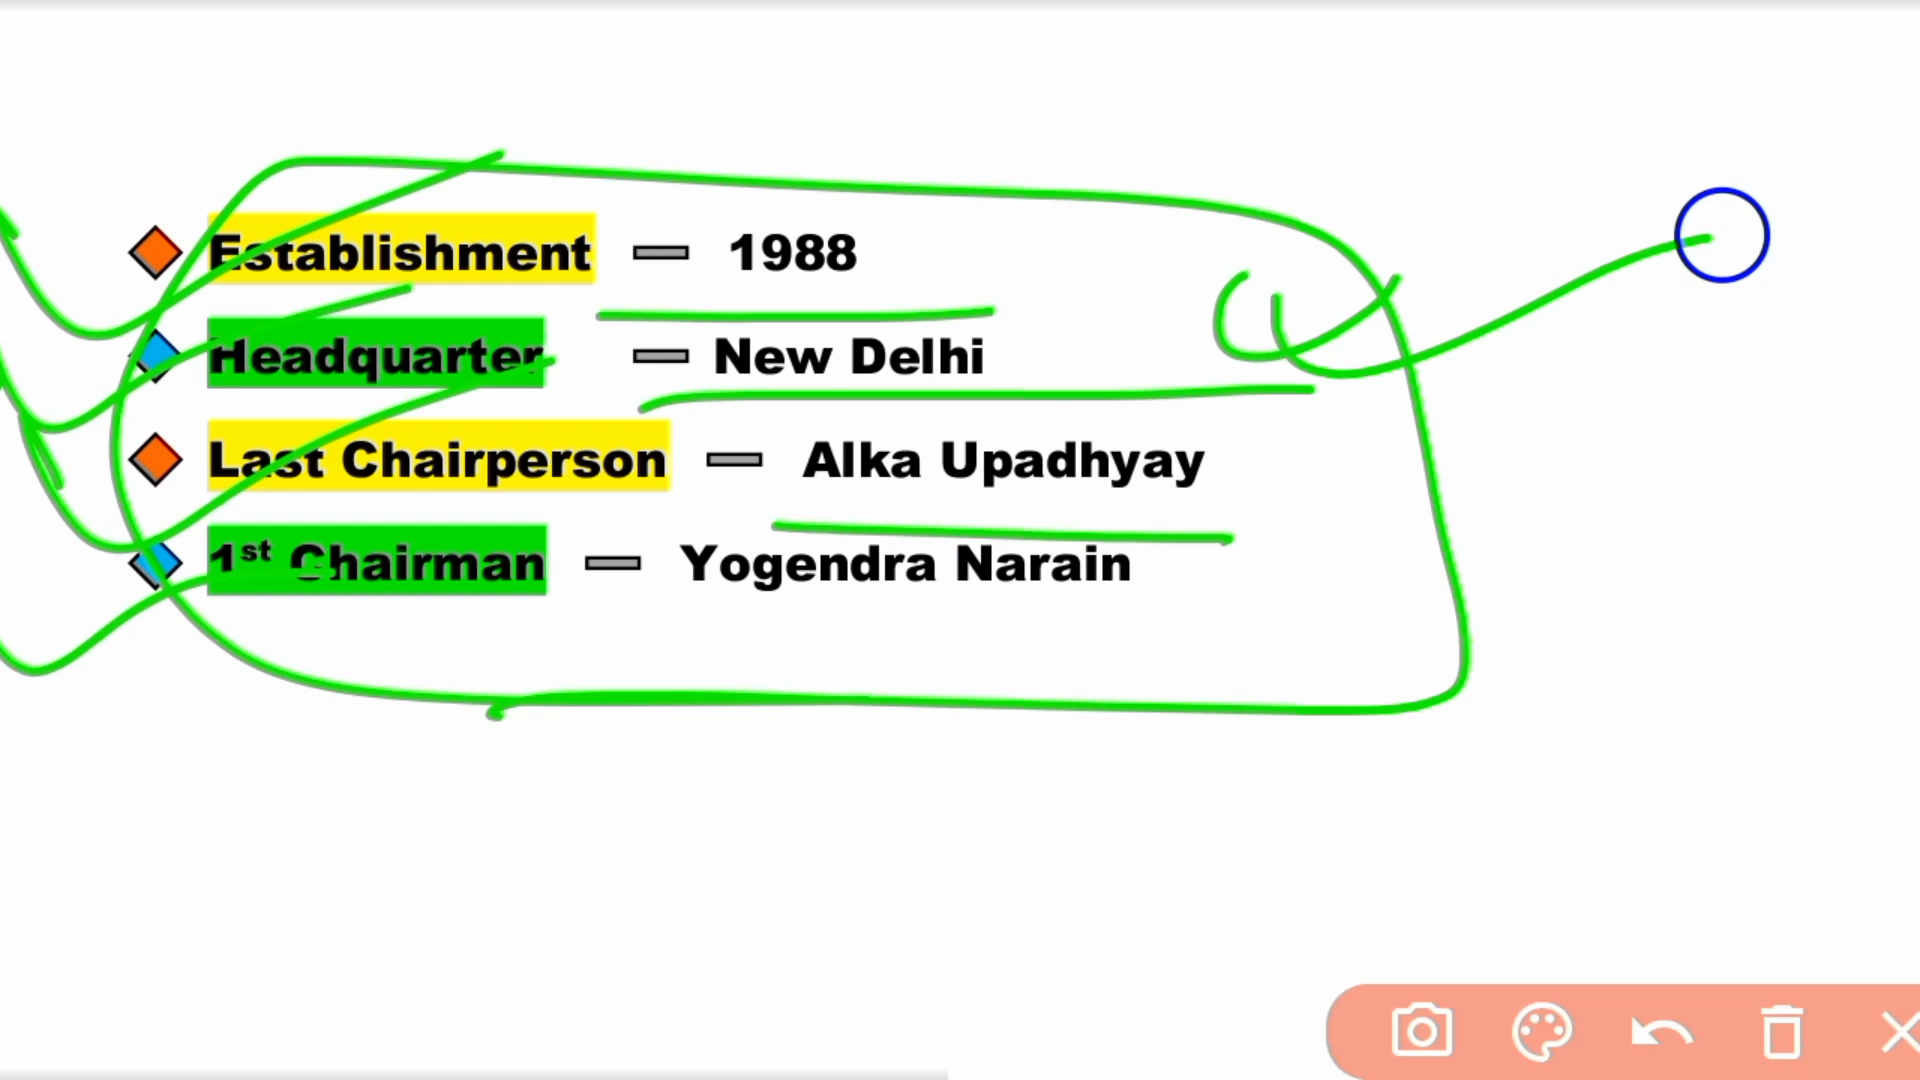 Establishment — 1988
Headquarter — New Delhi
Last Chairperson — Alka Upadhyay
1st Chairman — Yogendra Narain